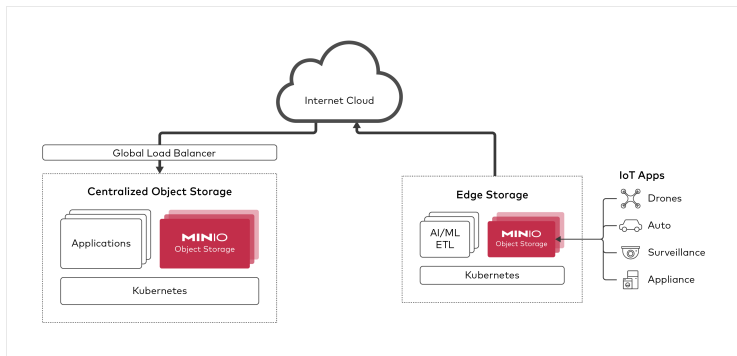 Internet Cloud
Global Load Balancer
Centralized Object Storage
Applications
MINIO
Object Storage
Kubernetes
Edge Storage
AI/ML
ETL
MINIO
Object Storage
Kubernetes
IoT Apps
Drones
Auto
Surveillance
Appliance